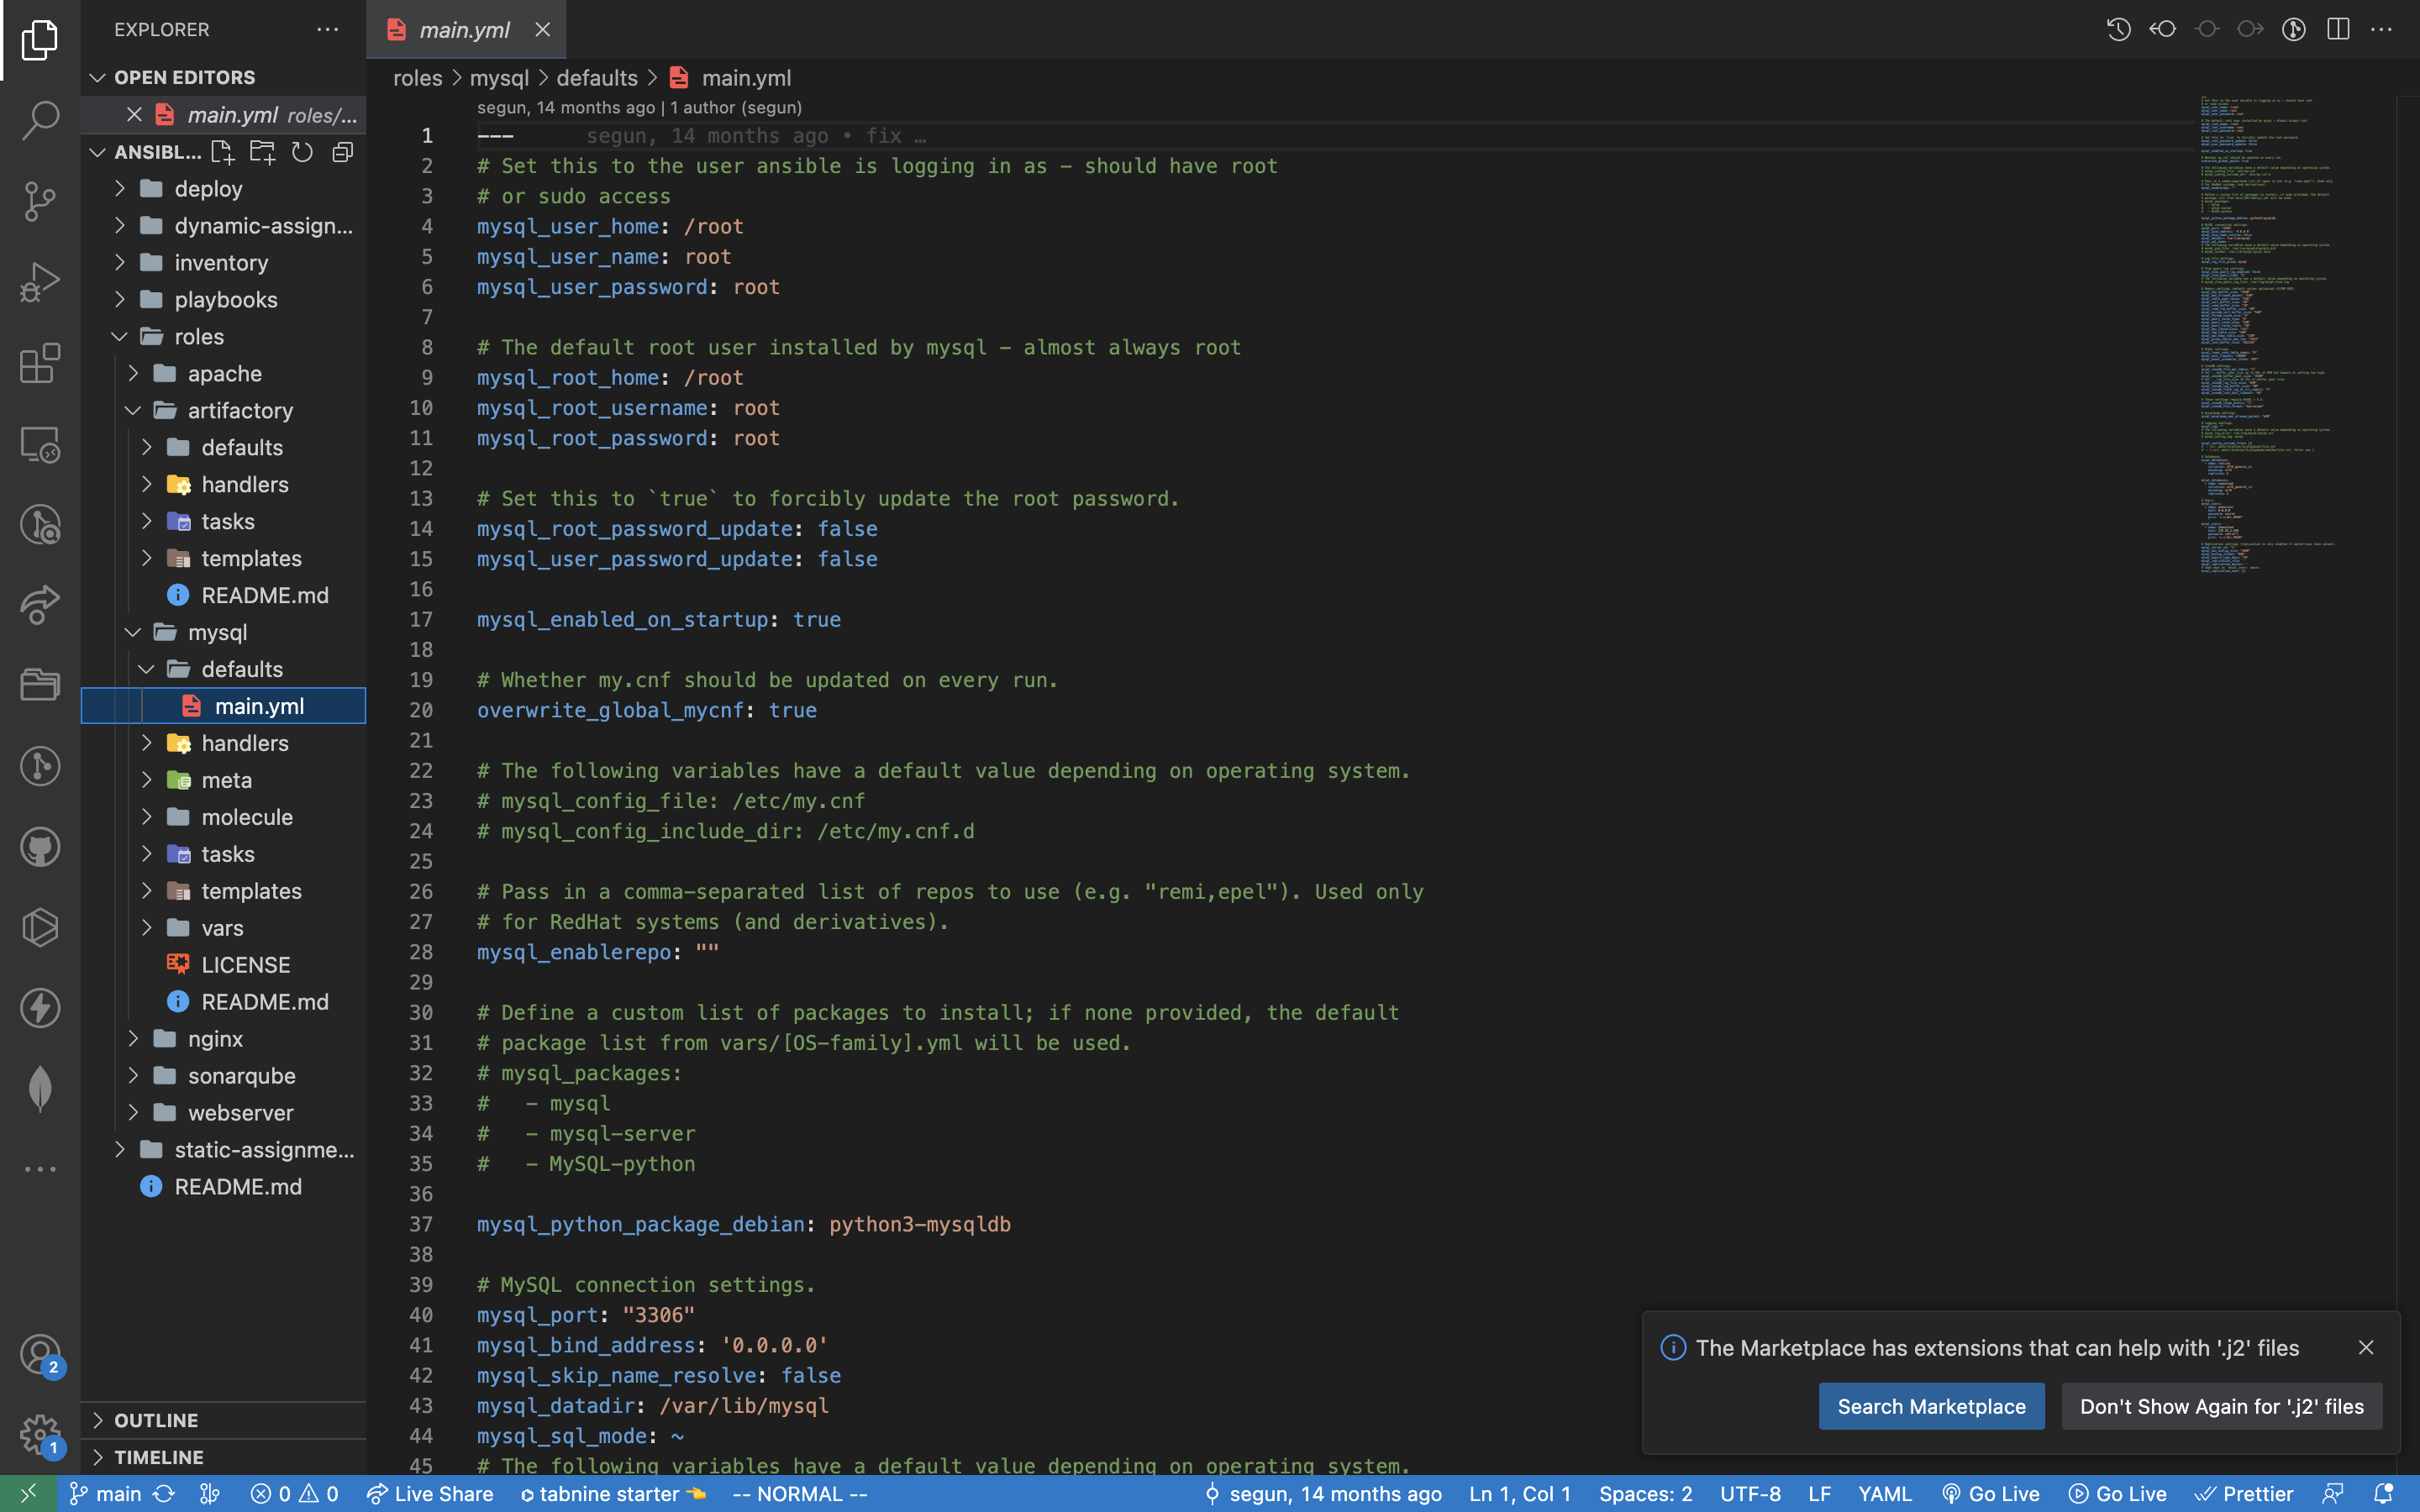 EXPLORER
OPEN EDITORS
main.yml roles/...
ANSIBL...
deploy
dynamic-assign...
inventory
playbooks
roles
apache
artifactory
defaults
handlers
tasks
templates
README.md
mysql
defaults
main.yml
handlers
meta
molecule
tasks
templates
vars
LICENSE
README.md
nginx
sonarqube
webserver
static-assignme...
README.md
OUTLINE
TIMELINE
2
1
main.yml
roles > mysql > defaults > main.yml
segun, 14 months ago | 1 author (segun)
1 --- segun, 14 months ago • fix …
2 # Set this to the user ansible is logging in as - should have root
3 # or sudo access
4 mysql_user_home: /root
5 mysql_user_name: root
6 mysql_user_password: root
7
8 # The default root user installed by mysql - almost always root
9 mysql_root_home: /root
10 mysql_root_username: root
11 mysql_root_password: root
12
13 # Set this to `true` to forcibly update the root password.
14 mysql_root_password_update: false
15 mysql_user_password_update: false
16
17 mysql_enabled_on_startup: true
18
19 # Whether my.cnf should be updated on every run.
20 overwrite_global_mycnf: true
21
22 # The following variables have a default value depending on operating system.
23 # mysql_config_file: /etc/my.cnf
24 # mysql_config_include_dir: /etc/my.cnf.d
25
26 # Pass in a comma-separated list of repos to use (e.g. "remi,epel"). Used only
27 # for RedHat systems (and derivatives).
28 mysql_enablerepo: ""
29
30 # Define a custom list of packages to install; if none provided, the default
31 # package list from vars/[OS-family].yml will be used.
32 # mysql_packages:
33 #   - mysql
34 #   - mysql-server
35 #   - MySQL-python
36
37 mysql_python_package_debian: python3-mysqldb
38
39 # MySQL connection settings.
40 mysql_port: "3306"
41 mysql_bind_address: '0.0.0.0'
42 mysql_skip_name_resolve: false
43 mysql_datadir: /var/lib/mysql
44 mysql_sql_mode: ~
45 # The following variables have a default value depending on operating system.
The Marketplace has extensions that can help with '.j2' files
Search Marketplace
Don't Show Again for '.j2' files
main 0 0 Live Share tabnine starter -- NORMAL -- segun, 14 months ago Ln 1, Col 1 Spaces: 2 UTF-8 LF YAML Go Live Go Live Prettier